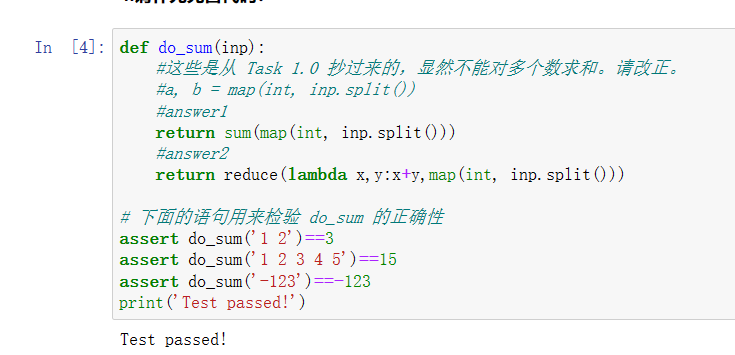 In [4]:
def do_sum(inp):
#这些是从 Task 1.0 抄过来的，显然不能对多个数求和。请改正。
#a, b = map(int, inp.split())
#answer1
return sum(map(int, inp.split()))
#answer2
return reduce(lambda x,y:x+y,map(int, inp.split()))
# 下面的语句用来检验 do_sum 的正确性
assert do_sum('1 2')==3
assert do_sum('1 2 3 4 5')==15
assert do_sum('-123')==-123
print('Test passed!')
Test passed!